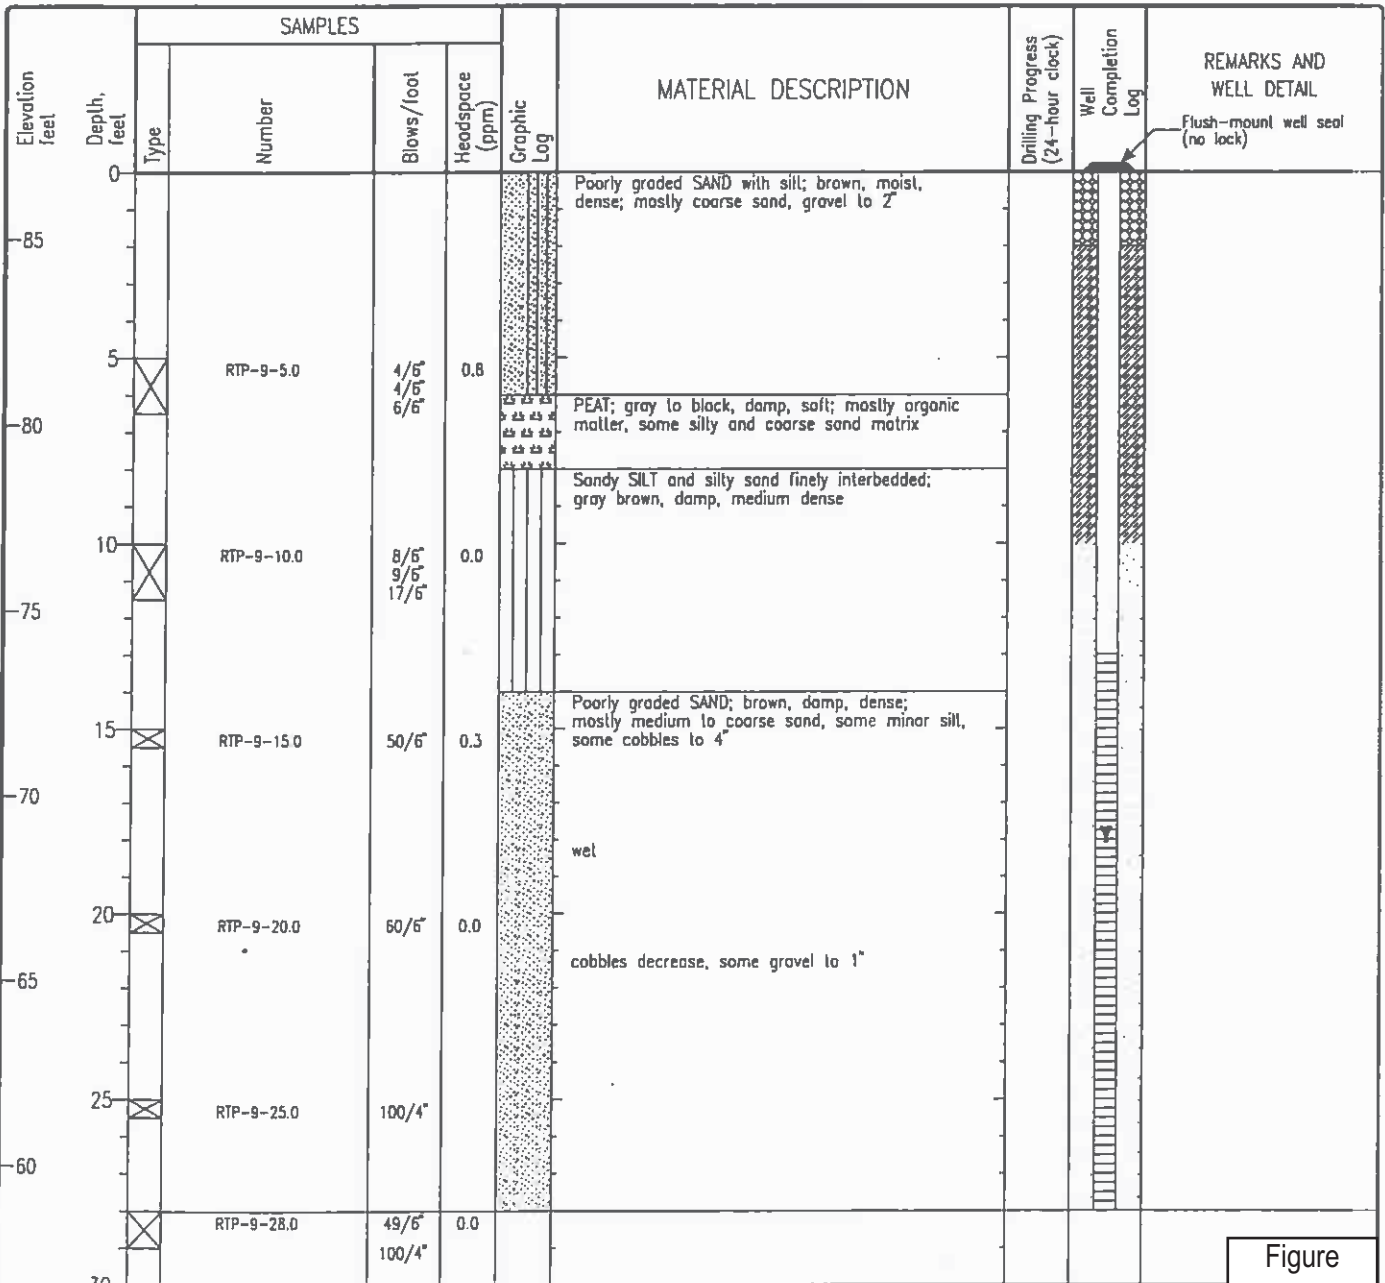 SAMPLES
Elevation
feet
Depth,
feet
Type
Number
Blows/foot
Headspace
(ppm)
Graphic
Log
MATERIAL DESCRIPTION
Drilling Progress
(24-hour clock)
Well
Completion
Log
REMARKS AND
WELL DETAIL
Flush-mount well seal
(no lock)
0
Poorly graded SAND with silt; brown, moist,
dense; mostly coarse sand, gravel to 2"
-85
5
RTP-9-5.0
4/6"
4/6"
6/6"
0.8
PEAT; gray to black, damp, soft; mostly organic
matter, some silty and coarse sand matrix
-80
Sandy SILT and silty sand finely interbedded;
gray brown, damp, medium dense
10
RTP-9-10.0
8/6"
9/6"
17/6"
0.0
-75
Poorly graded SAND; brown, damp, dense;
mostly medium to coarse sand, some minor silt,
some cobbles to 4"
15
RTP-9-15.0
50/6"
0.3
-70
wet
20
RTP-9-20.0
60/6"
0.0
cobbles decrease, some gravel to 1"
-65
25
RTP-9-25.0
100/4"
-60
RTP-9-28.0
49/6"
0.0
100/4"
Figure